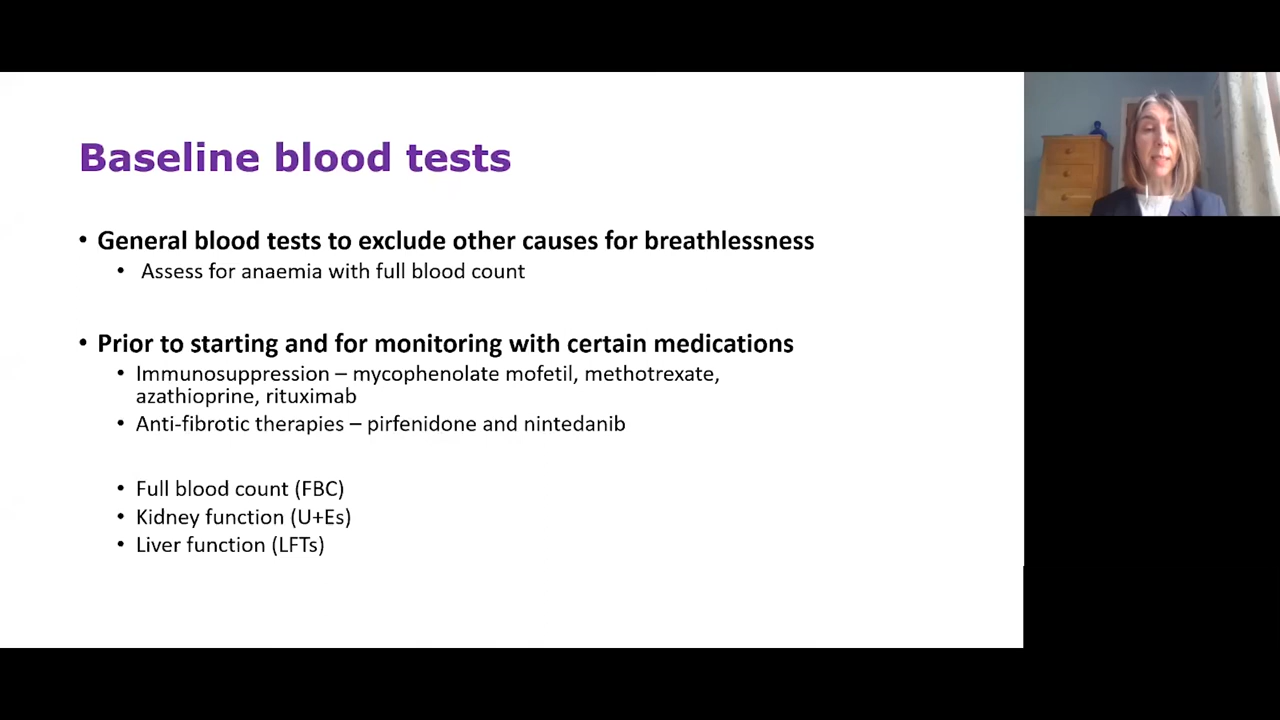 Baseline blood tests
• General blood tests to exclude other causes for breathlessness
• Assess for anaemia with full blood count
• Prior to starting and for monitoring with certain medications
• Immunosuppression – mycophenolate mofetil, methotrexate,
azathioprine, rituximab
• Anti-fibrotic therapies – pirfenidone and nintedanib
• Full blood count (FBC)
• Kidney function (U+Es)
• Liver function (LFTs)